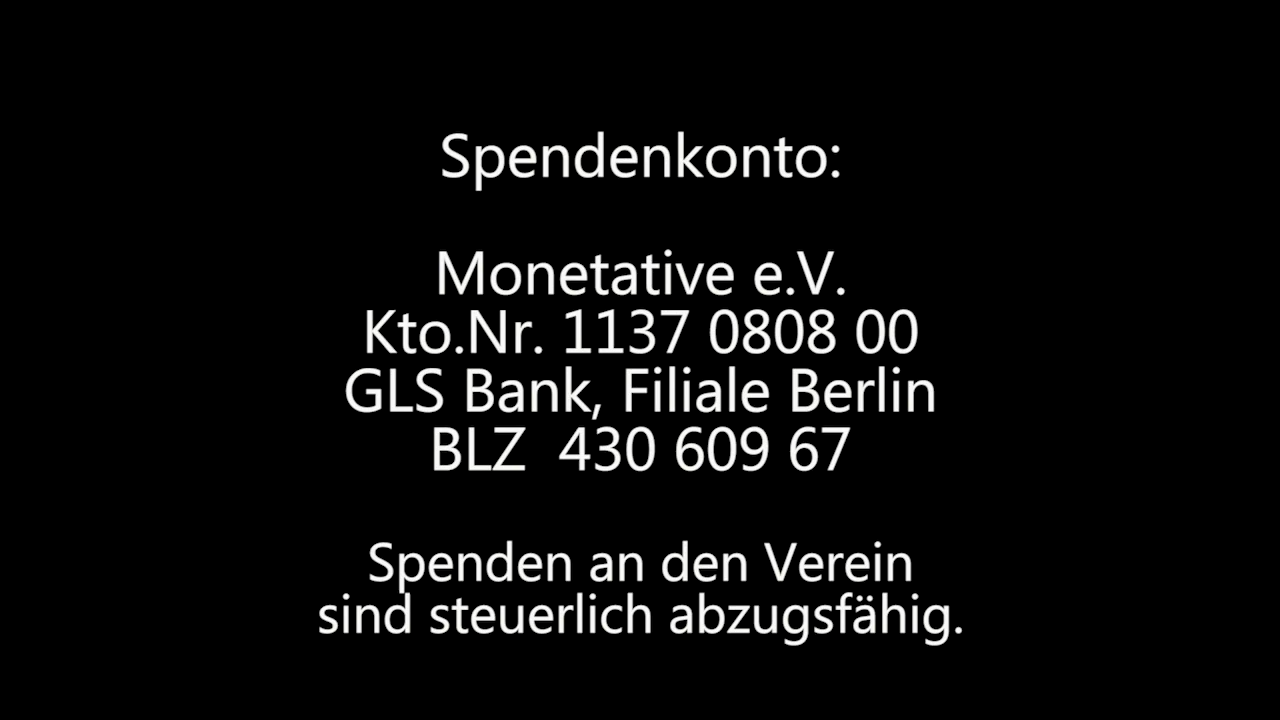 Spendenkonto:
Monetative e.V.
Kto.Nr. 1137 0808 00
GLS Bank, Filiale Berlin
BLZ  430 609 67
Spenden an den Verein
sind steuerlich abzugsfähig.